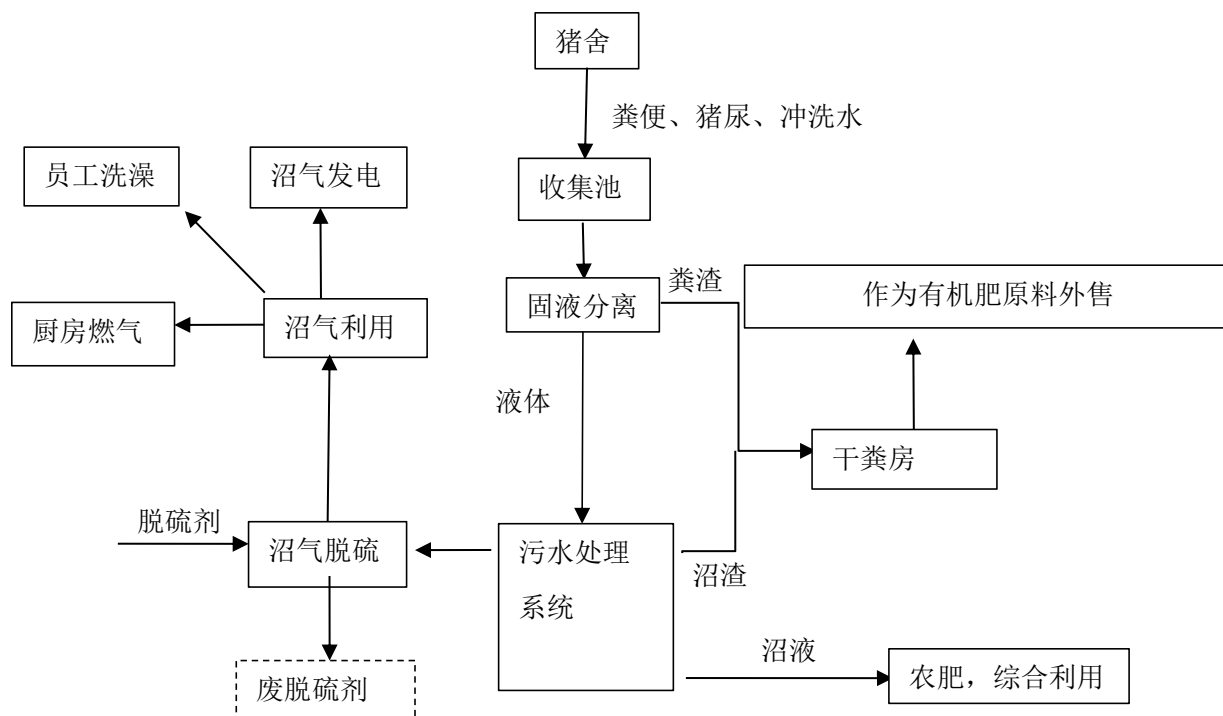 猪舍
粪便、猪尿、冲洗水
员工洗澡
沼气发电
收集池
粪渣
固液分离
作为有机肥原料外售
厨房燃气
沼气利用
液体
干粪房
脱硫剂
沼气脱硫
污水处理
系统
沼渣
沼液
废脱硫剂
农肥，综合利用